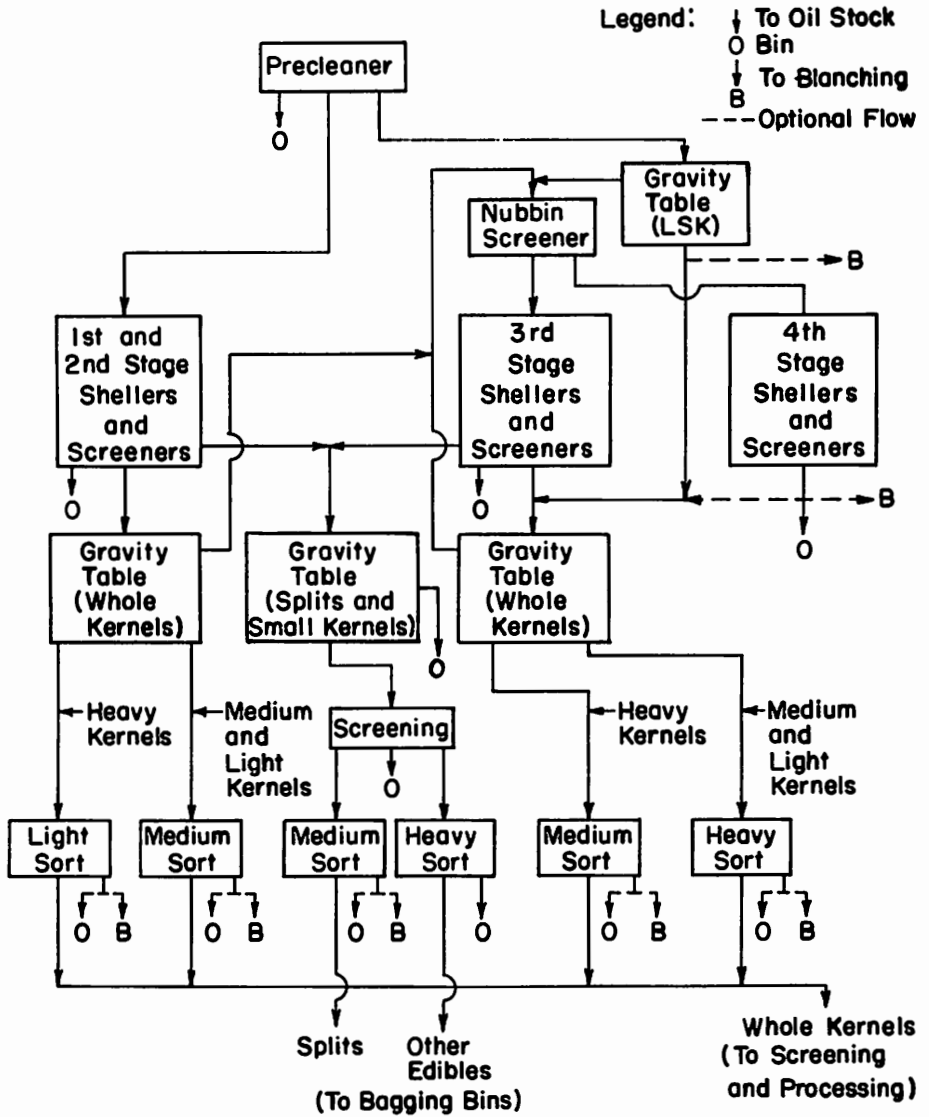 Legend:
To Oil Stock
O Bin
To Blanching
B
Optional Flow
Precleaner
O
Gravity
Table
(LSK)
Nubbin
Screener
B
1st and
2nd Stage
Shellers
and
Screeners
3rd
Stage
Shellers
and
Screeners
4th
Stage
Shellers
and
Screeners
O
O
B
O
Gravity
Table
(Whole
Kernels)
Gravity
Table
(Splits and
Small Kernels)
Gravity
Table
(Whole
Kernels)
O
Heavy
Kernels
Medium
and
Light
Kernels
Screening
O
Heavy
Kernels
Medium
and
Light
Kernels
Light
Sort
Medium
Sort
Medium
Sort
Heavy
Sort
Medium
Sort
Heavy
Sort
O B
O B
O B
O
O B
O B
Splits
Other
Edibles
(To Bagging Bins)
Whole Kernels
(To Screening
and Processing)